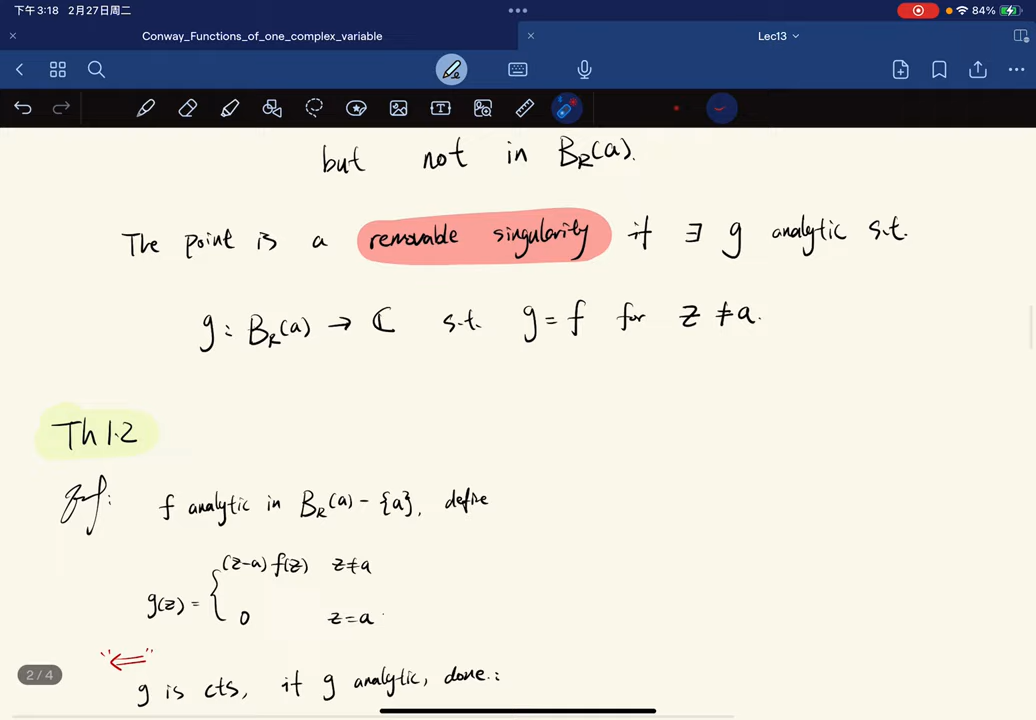 下午3:18 2月27日周二
84%
Conway_Functions_of_one_complex_variable
Lec13
but not in B_R(a).
The point is a removable singularity if ∃ g analytic s.t.
g: B_R(a) → ℂ s.t. g = f for z ≠ a.
Th 1.2
f analytic in B_R(a) - {a}, define
g(z) = { (z-a) f(z) z≠a
0 z=a
"⇐"
2/4
g is cts, if g analytic, done.: